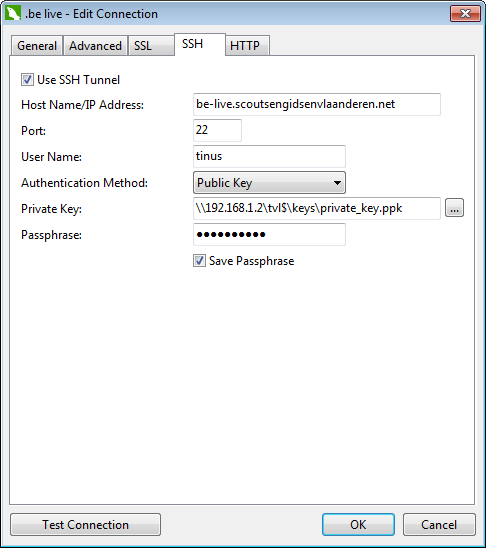 .be live - Edit Connection
General Advanced SSL SSH HTTP
Use SSH Tunnel
Host Name/IP Address: be-live.scoutsengidsenvlaanderen.net
Port: 22
User Name: tinus
Authentication Method: Public Key
Private Key: \\192.168.1.2\tvl$\keys\private_key.ppk ...
Passphrase: ●●●●●●●●●●
Save Passphrase
Test Connection OK Cancel